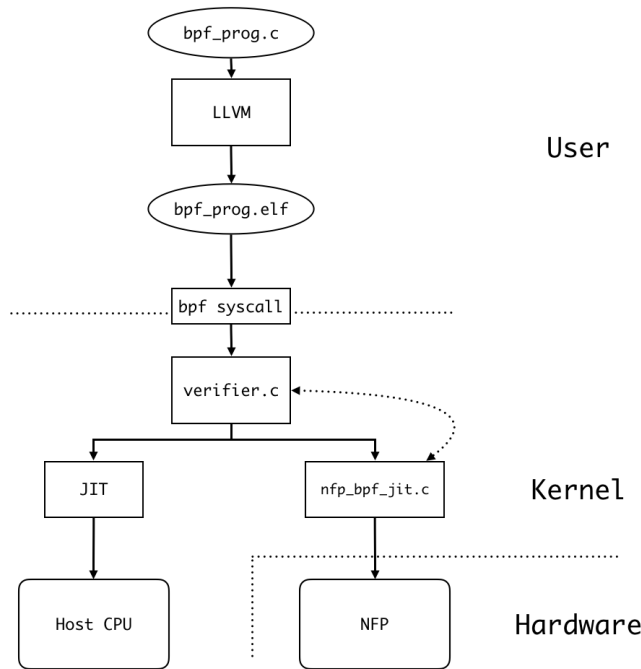 bpf_prog.c
LLVM
User
bpf_prog.elf
bpf syscall
verifier.c
JIT
nfp_bpf_jit.c
Kernel
Host CPU
NFP
Hardware